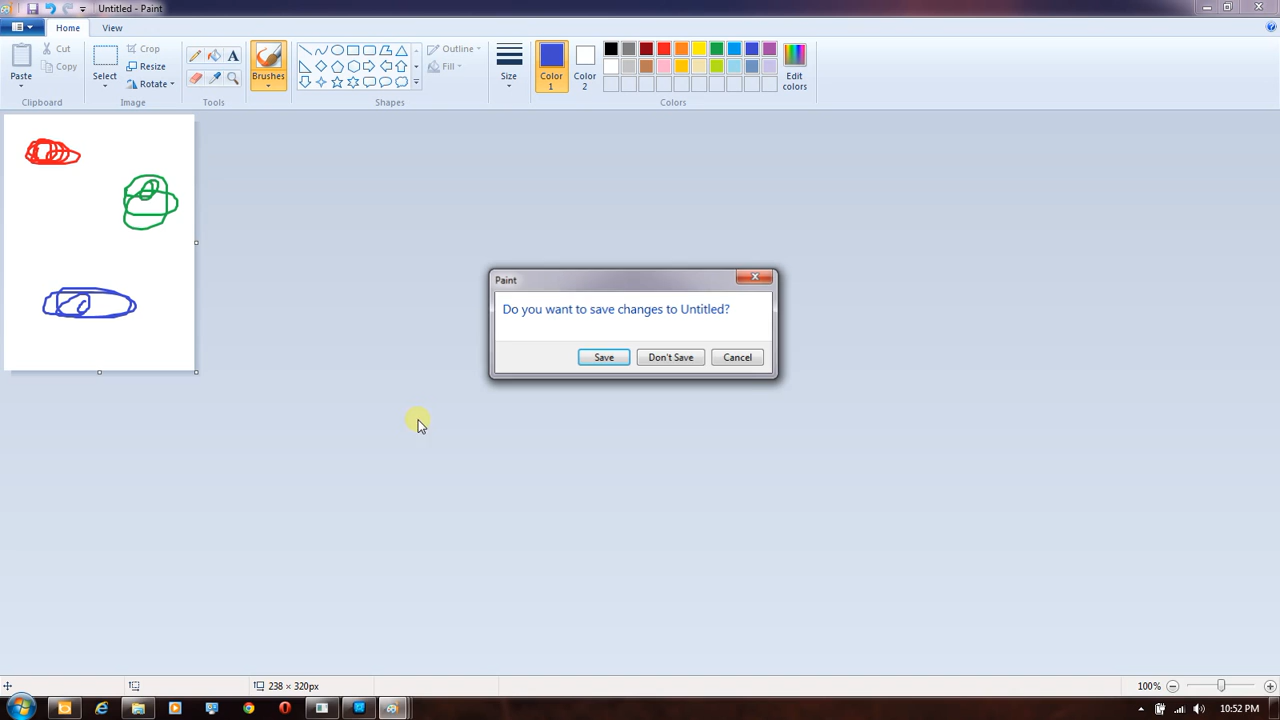 Untitled - Paint
Home View
Paste
Cut
Copy
Clipboard
Select
Crop
Resize
Rotate
Image
A
Tools
Brushes
Outline
Fill
Shapes
Size
Color 1
Color 2
Edit colors
Colors
Paint
Do you want to save changes to Untitled?
Save Don't Save Cancel
238 × 320px
100%
10:52 PM